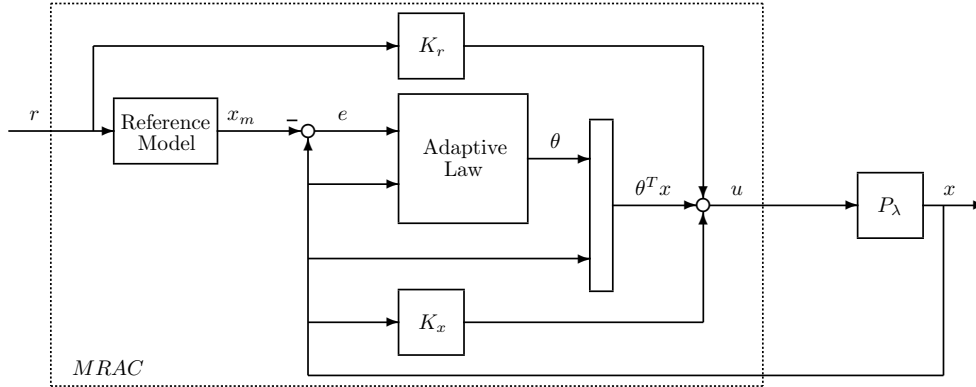 K_r
r
Reference
Model
x_m
−
e
Adaptive
Law
θ
θ^T x
u
P_λ
x
K_x
MRAC